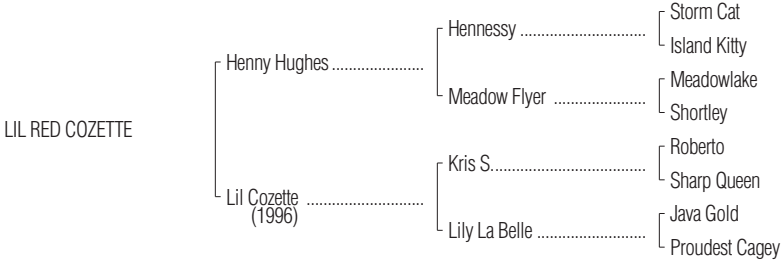 Storm Cat
Hennessy ..............................
Island Kitty
Henny Hughes ......................
Meadowlake
Meadow Flyer ......................
Shortley
LIL RED COZETTE
Roberto
Kris S. .....................................
Sharp Queen
Lil Cozette ............................
(1996)
Java Gold
Lily La Belle ..........................
Proudest Cagey